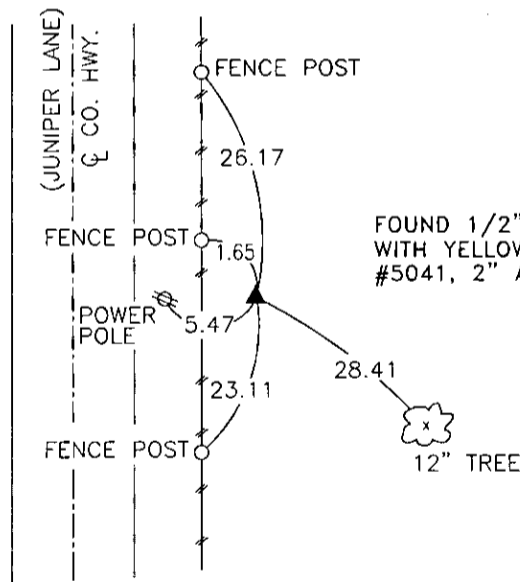 (JUNIPER LANE)
℄ CO. HWY.
FENCE POST
26.17
FENCE POST
1.65
FOUND 1/2"
WITH YELLOW
#5041, 2"
POWER
POLE
5.47
28.41
23.11
FENCE POST
12" TREE